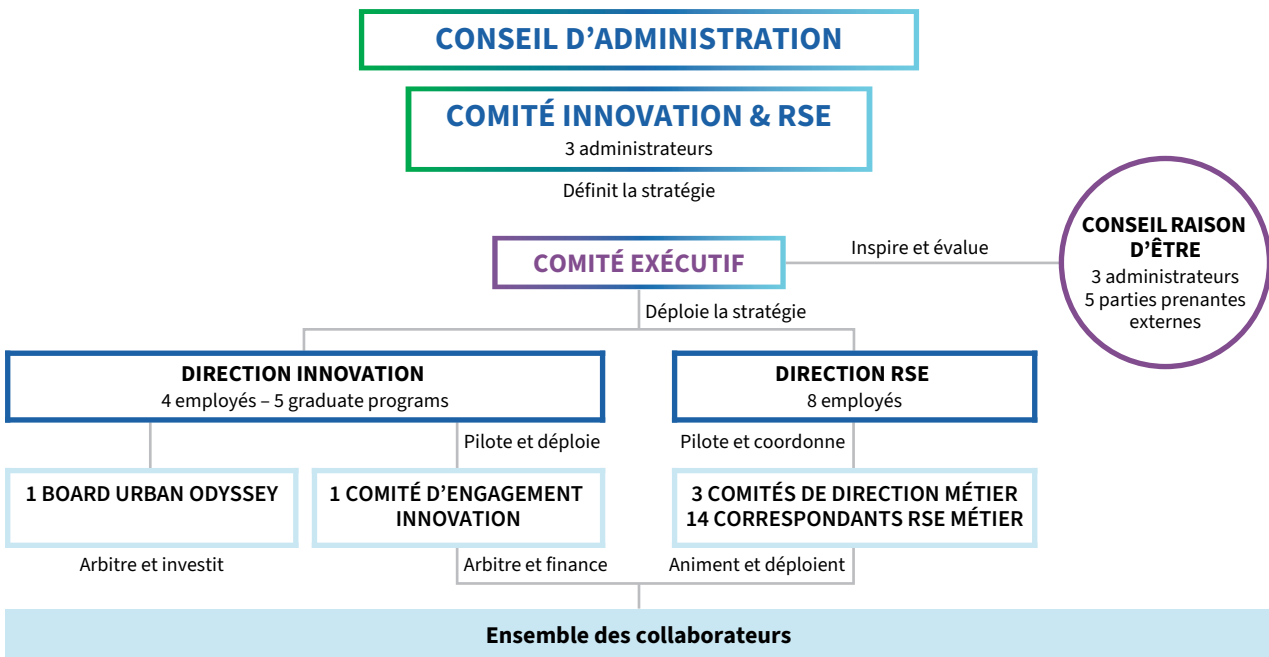 CONSEIL D’ADMINISTRATION
COMITÉ INNOVATION & RSE
3 administrateurs
Définit la stratégie
CONSEIL RAISON
D’ÊTRE
3 administrateurs
5 parties prenantes
externes
Inspire et évalue
COMITÉ EXÉCUTIF
Déploie la stratégie
DIRECTION INNOVATION
4 employés – 5 graduate programs
DIRECTION RSE
8 employés
Pilote et déploie
Pilote et coordonne
1 BOARD URBAN ODYSSEY
1 COMITÉ D’ENGAGEMENT
INNOVATION
3 COMITÉS DE DIRECTION MÉTIER
14 CORRESPONDANTS RSE MÉTIER
Arbitre et investit
Arbitre et finance
Animent et déploient
Ensemble des collaborateurs